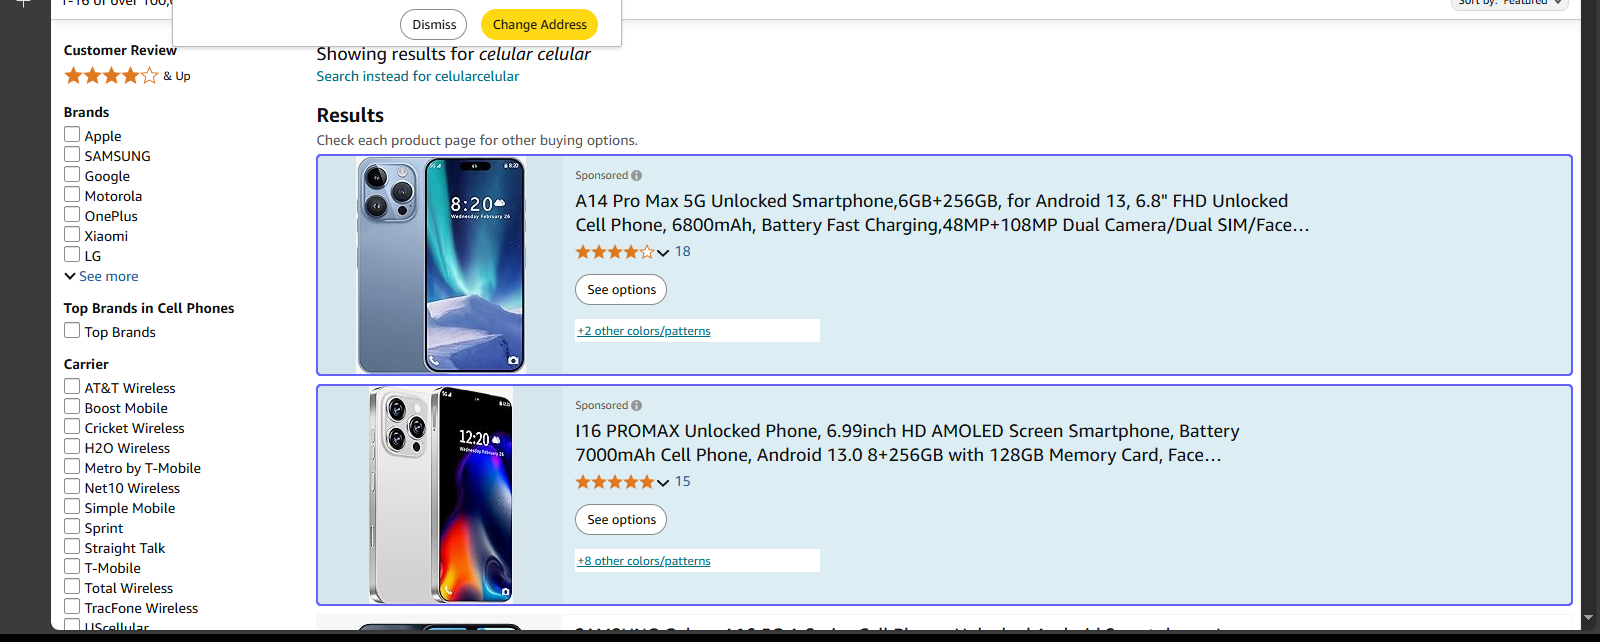 1-16 of over 100,
Sort by: Featured
Dismiss
Change Address
Customer Review
& Up
Brands
Apple
SAMSUNG
Google
Motorola
OnePlus
Xiaomi
LG
See more
Top Brands in Cell Phones
Top Brands
Carrier
AT&T Wireless
Boost Mobile
Cricket Wireless
H2O Wireless
Metro by T-Mobile
Net10 Wireless
Simple Mobile
Sprint
Straight Talk
T-Mobile
Total Wireless
TracFone Wireless
UScellular
Showing results for celular celular
Search instead for celularcelular
Results
Check each product page for other buying options.
8:20
Wednesday February 26
Sponsored
A14 Pro Max 5G Unlocked Smartphone,6GB+256GB, for Android 13, 6.8" FHD Unlocked
Cell Phone, 6800mAh, Battery Fast Charging,48MP+108MP Dual Camera/Dual SIM/Face…
18
See options
+2 other colors/patterns
12:20
Wednesday February 26
Sponsored
I16 PROMAX Unlocked Phone, 6.99inch HD AMOLED Screen Smartphone, Battery
7000mAh Cell Phone, Android 13.0 8+256GB with 128GB Memory Card, Face…
15
See options
+8 other colors/patterns